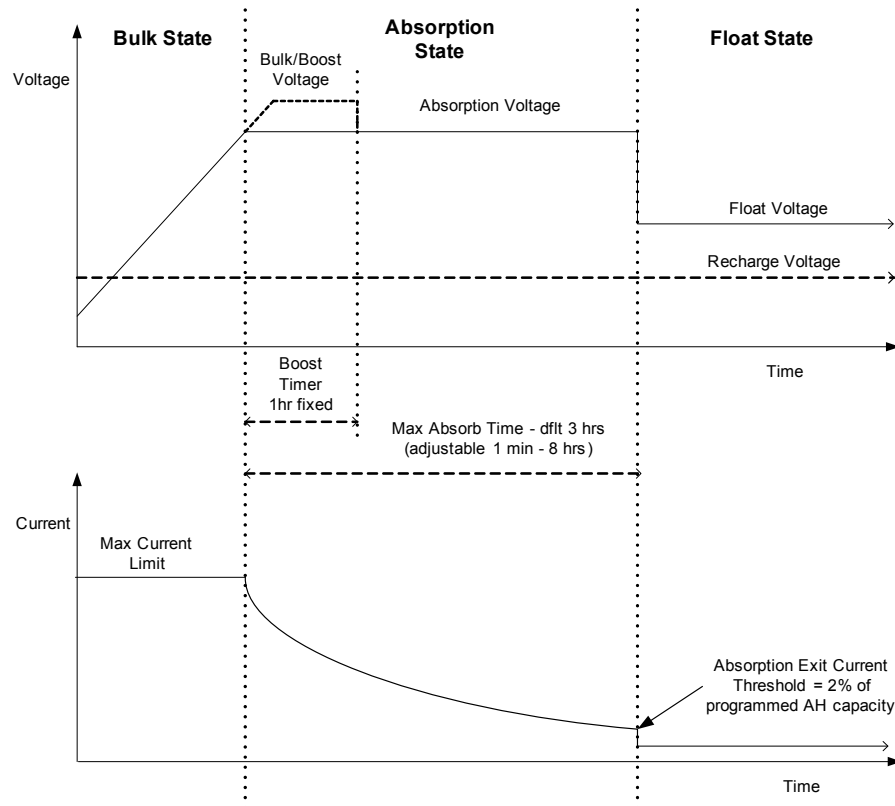 Bulk State
Absorption
State
Float State
Voltage
Bulk/Boost
Voltage
Absorption Voltage
Float Voltage
Recharge Voltage
Time
Boost
Timer
1hr fixed
Max Absorb Time - dflt 3 hrs
(adjustable 1 min - 8 hrs)
Current
Max Current
Limit
Absorption Exit Current
Threshold = 2% of
programmed AH capacity
Time